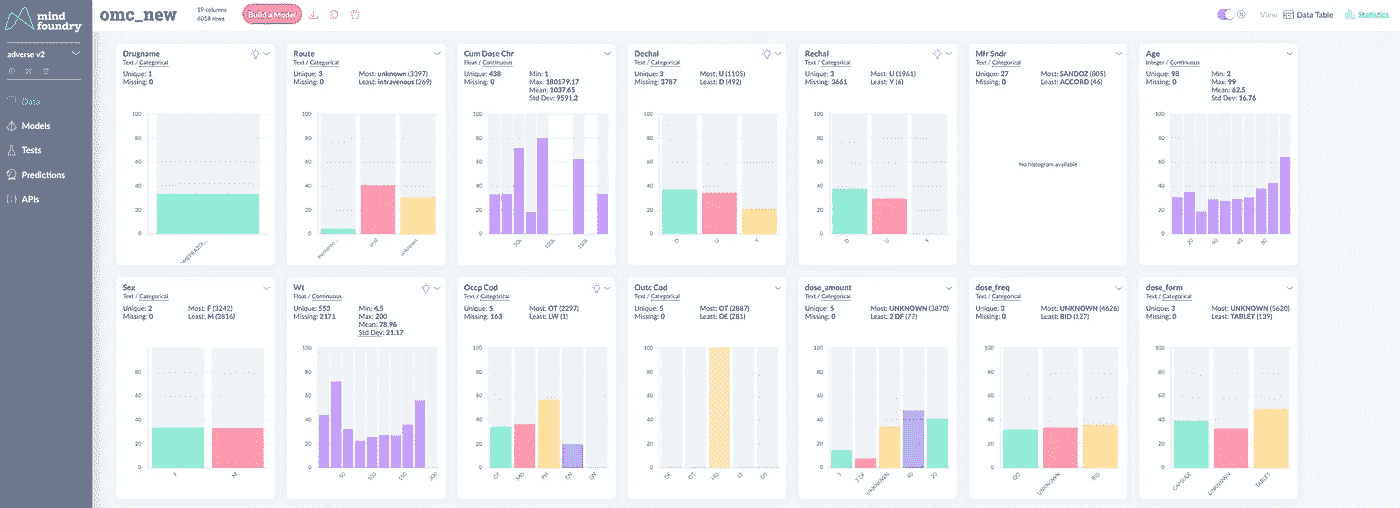 mind
foundry
omc_new
19 columns
6058 rows
Build a Model
View
Data Table
Statistics
adverse v2
Data
Models
Tests
Predictions
APIs
Drugname
Text / Categorical
Unique: 1
Missing: 0
100
80
60
40
20
0
Route
Text / Categorical
Unique: 3
Missing: 0
Most: unknown (3397)
Least: intravenous (269)
100
80
60
40
20
0
oral
unknown
Cum Dose Chr
Float / Continuous
Unique: 438
Missing: 0
Min: 1
Max: 180179.17
Mean: 1037.65
Std Dev: 9591.2
100
80
60
40
20
0
50k
100k
150k
Dechal
Text / Categorical
Unique: 3
Missing: 3787
Most: U (1105)
Least: D (492)
100
80
60
40
20
0
D
U
Y
Rechal
Text / Categorical
Unique: 3
Missing: 3661
Most: U (1961)
Least: Y (6)
100
80
60
40
20
0
D
U
Y
Mfr Sndr
Text / Categorical
Unique: 27
Missing: 0
Most: SANDOZ (805)
Least: ACCORD (46)
No histogram available
Age
Integer / Continuous
Unique: 98
Missing: 0
Min: 2
Max: 99
Mean: 62.5
Std Dev: 16.76
100
80
60
40
20
0
20
40
60
80
Sex
Text / Categorical
Unique: 2
Missing: 0
Most: F (3242)
Least: M (2816)
100
80
60
40
20
0
F
M
Wt
Float / Continuous
Unique: 553
Missing: 2171
Min: 4.5
Max: 200
Mean: 78.96
Std Dev: 21.17
100
80
60
40
20
0
50
100
150
200
Occp Cod
Text / Categorical
Unique: 5
Missing: 163
Most: OT (2297)
Least: LW (1)
100
80
60
40
20
0
OT
MD
PH
CN
LW
Outc Cod
Text / Categorical
Unique: 5
Missing: 0
Most: OT (2887)
Least: DE (281)
100
80
60
40
20
0
DE
OT
HO
LT
DS
dose_amount
Text / Categorical
Unique: 5
Missing: 0
Most: UNKNOWN (3870)
Least: 2 DF (77)
100
80
60
40
20
0
2 DF
UNKNOWN
40
20
dose_freq
Text / Categorical
Unique: 3
Missing: 0
Most: UNKNOWN (4626)
Least: BID (127)
100
80
60
40
20
0
QD
UNKNOWN
BID
dose_form
Text / Categorical
Unique: 3
Missing: 0
Most: UNKNOWN (5620)
Least: TABLET (139)
100
80
60
40
20
0
CAPSULE
UNKNOWN
TABLET